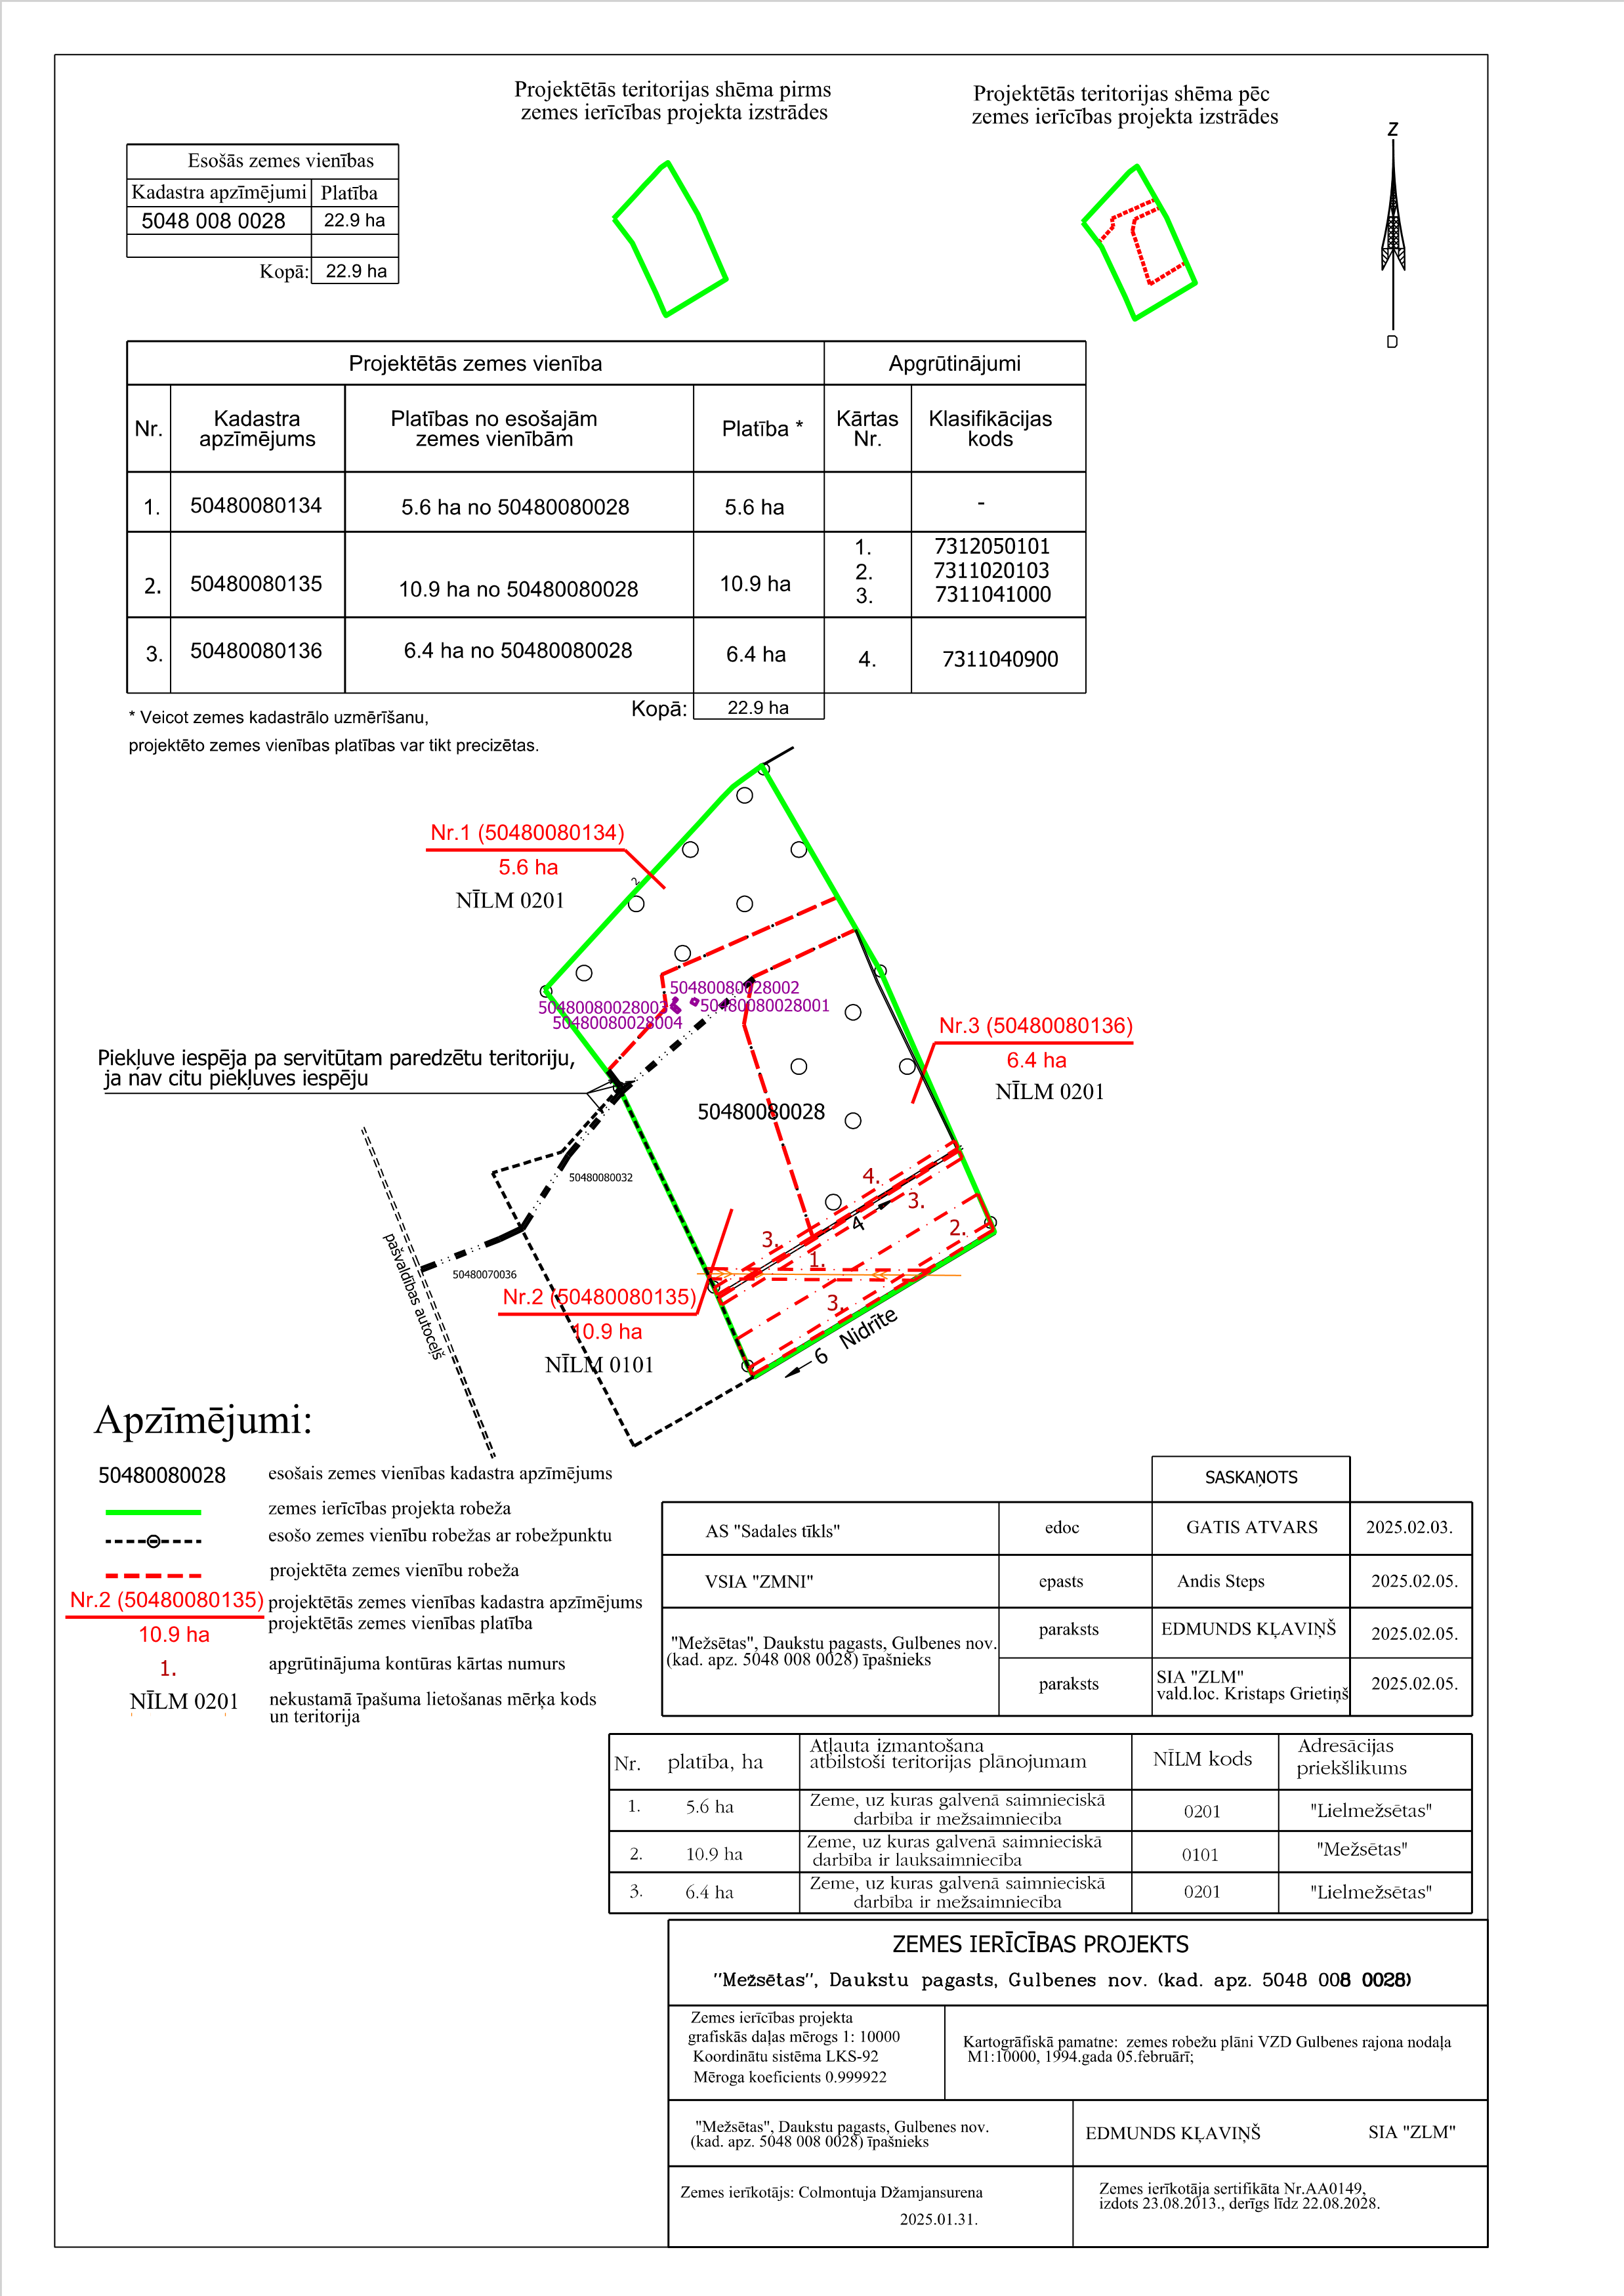 Projektētās teritorijas shēma pirms
zemes ierīcības projekta izstrādes
Projektētās teritorijas shēma pēc
zemes ierīcības projekta izstrādes
Z
D
Esošās zemes vienības
Kadastra apzīmējumi Platība
5048 008 0028 22.9 ha
Kopā: 22.9 ha
Projektētās zemes vienība Apgrūtinājumi
Nr. Kadastra apzīmējums Platības no esošajām zemes vienībām Platība * Kārtas Nr. Klasifikācijas kods
1. 50480080134 5.6 ha no 50480080028 5.6 ha -
2. 50480080135 10.9 ha no 50480080028 10.9 ha 1. 7312050101
2. 7311020103
3. 7311041000
3. 50480080136 6.4 ha no 50480080028 6.4 ha 4. 7311040900
Kopā: 22.9 ha
* Veicot zemes kadastrālo uzmērīšanu,
projektēto zemes vienības platības var tikt precizētas.
Nr.1 (50480080134)
5.6 ha
NĪLM 0201
2
50480080028002
50480080028003
50480080028001
50480080028004
Nr.3 (50480080136)
6.4 ha
NĪLM 0201
Piekļuve iespēja pa servitūtam paredzētu teritoriju,
ja nav citu piekļuves iespēju
50480080028
50480080032
4.
3.
4
2.
3.
1.
pašvaldības autoceļš
50480070036
Nr.2 (50480080135)
10.9 ha
NĪLM 0101
3.
6 Nidrīte
Apzīmējumi:
50480080028 esošais zemes vienības kadastra apzīmējums
zemes ierīcības projekta robeža
esošo zemes vienību robežas ar robežpunktu
projektēta zemes vienību robeža
Nr.2 (50480080135) projektētās zemes vienības kadastra apzīmējums
10.9 ha projektētās zemes vienības platība
1. apgrūtinājuma kontūras kārtas numurs
NĪLM 0201 nekustamā īpašuma lietošanas mērķa kods
un teritorija
SASKAŅOTS
AS "Sadales tīkls" edoc GATIS ATVARS 2025.02.03.
VSIA "ZMNI" epasts Andis Steps 2025.02.05.
"Mežsētas", Daukstu pagasts, Gulbenes nov.
(kad. apz. 5048 008 0028) īpašnieks
paraksts EDMUNDS KĻAVIŅŠ 2025.02.05.
paraksts SIA "ZLM"
vald.loc. Kristaps Grietiņš 2025.02.05.
Nr. platība, ha Atļauta izmantošana atbilstoši teritorijas plānojumam NĪLM kods Adresācijas priekšlikums
1. 5.6 ha Zeme, uz kuras galvenā saimnieciskā darbība ir mežsaimniecība 0201 "Lielmežsētas"
2. 10.9 ha Zeme, uz kuras galvenā saimnieciskā darbība ir lauksaimniecība 0101 "Mežsētas"
3. 6.4 ha Zeme, uz kuras galvenā saimnieciskā darbība ir mežsaimniecība 0201 "Lielmežsētas"
ZEMES IERĪCĪBAS PROJEKTS
"Mežsētas", Daukstu pagasts, Gulbenes nov. (kad. apz. 5048 008 0028)
Zemes ierīcības projekta
grafiskās daļas mērogs 1: 10000
Koordinātu sistēma LKS-92
Mēroga koeficients 0.999922
Kartogrāfiskā pamatne: zemes robežu plāni VZD Gulbenes rajona nodaļa
M1:10000, 1994.gada 05.februārī;
"Mežsētas", Daukstu pagasts, Gulbenes nov.
(kad. apz. 5048 008 0028) īpašnieks
EDMUNDS KĻAVIŅŠ SIA "ZLM"
Zemes ierīkotājs: Colmontuja Džamjansurena
2025.01.31.
Zemes ierīkotāja sertifikāta Nr.AA0149,
izdots 23.08.2013., derīgs līdz 22.08.2028.